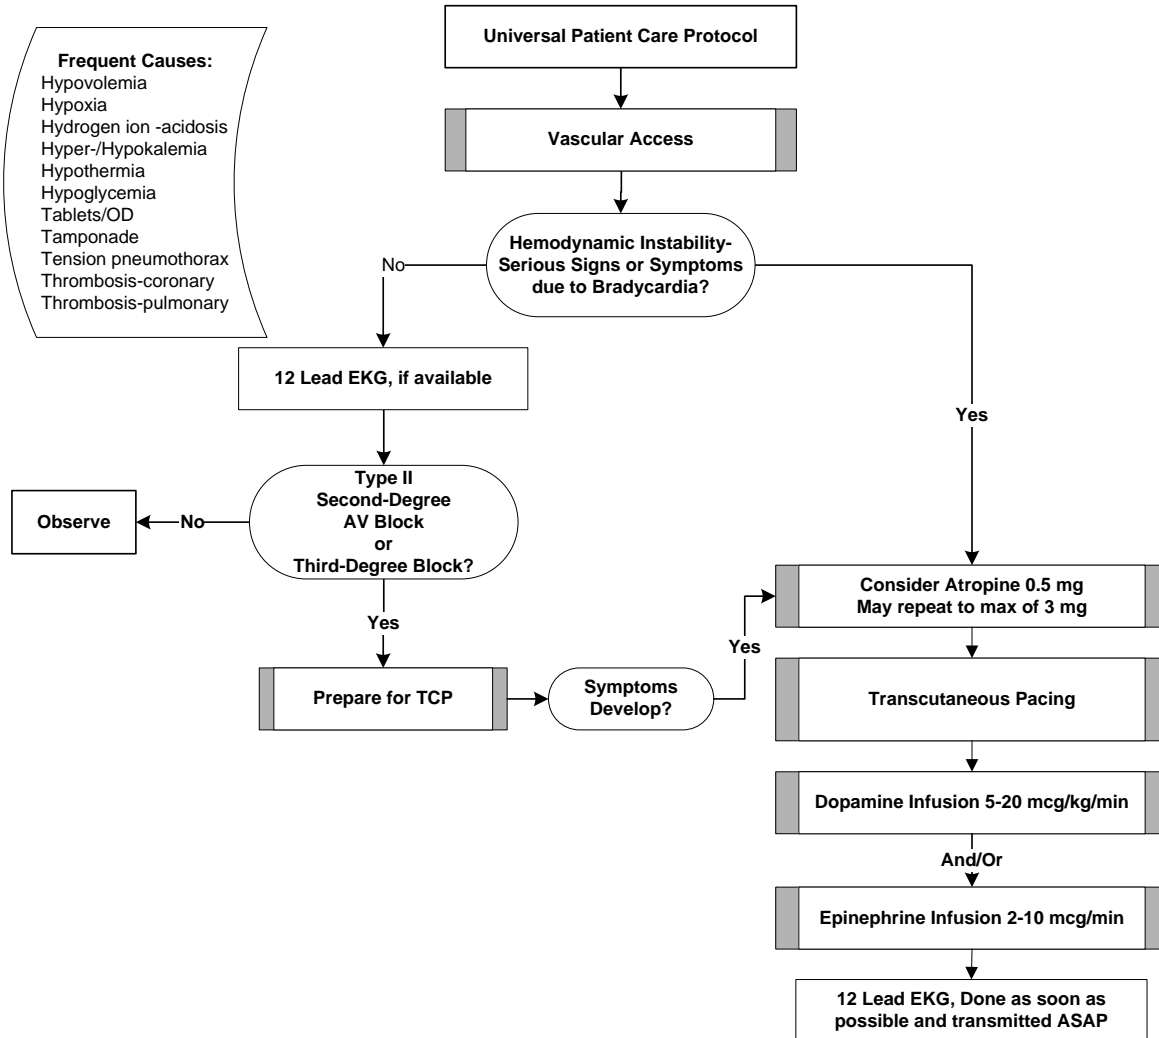 Universal Patient Care Protocol
Frequent Causes:
Hypovolemia
Hypoxia
Hydrogen ion -acidosis
Hyper-/Hypokalemia
Hypothermia
Hypoglycemia
Tablets/OD
Tamponade
Tension pneumothorax
Thrombosis-coronary
Thrombosis-pulmonary
Vascular Access
Hemodynamic Instability-
Serious Signs or Symptoms
due to Bradycardia?
No
Yes
12 Lead EKG, if available
Type II
Second-Degree
AV Block
or
Third-Degree Block?
No
Observe
Yes
Prepare for TCP
Symptoms
Develop?
Yes
Consider Atropine 0.5 mg
May repeat to max of 3 mg
Transcutaneous Pacing
Dopamine Infusion 5-20 mcg/kg/min
And/Or
Epinephrine Infusion 2-10 mcg/min
12 Lead EKG, Done as soon as
possible and transmitted ASAP